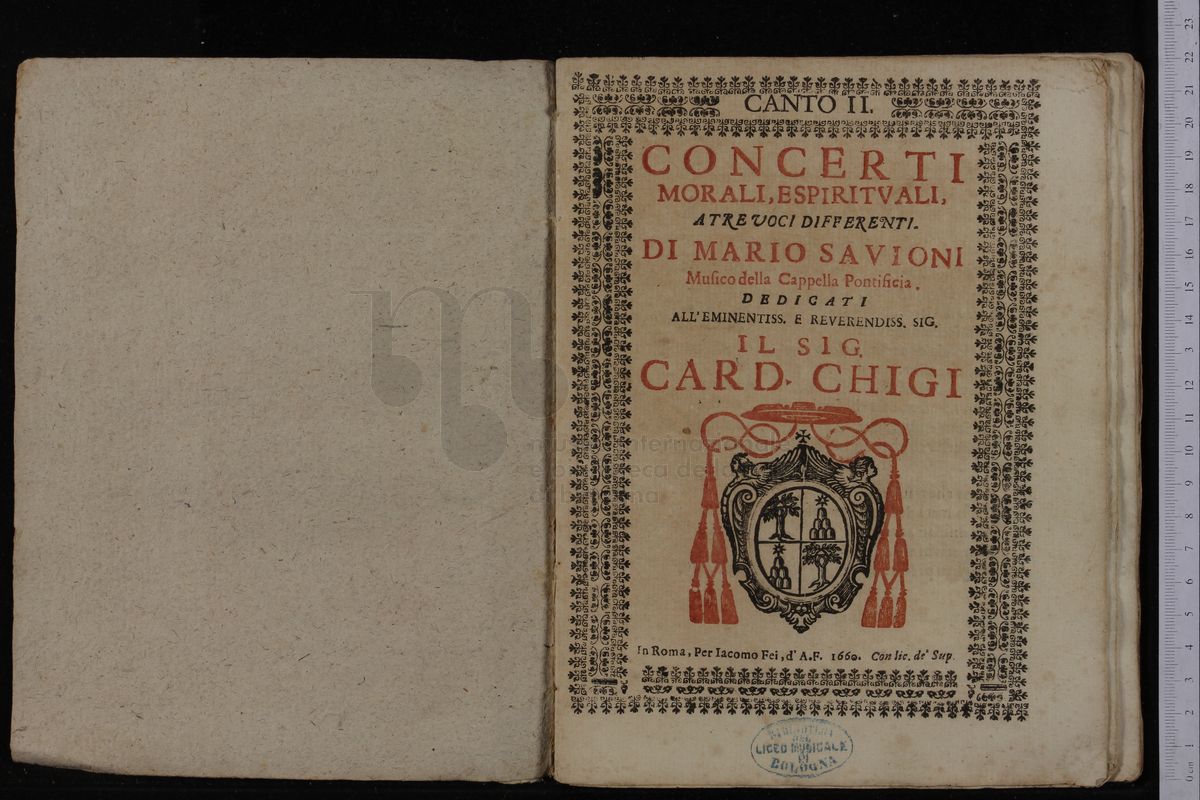 CANTO II.
CONCERTI
MORALI, ESPIRITVALI,
A TRE VOCI DIFFERENTI.
DI MARIO SAVIONI
Musico della Cappella Pontificia.
DEDICATI
ALL'EMINENTISS. E REVERENDISS. SIG.
IL SIG.
CARD. CHIGI
In Roma, Per Iacomo Fei, d'A.F. 1660. Con lic. de' Sup.
BIBLIOTECA
DEL
LICEO MUSICALE
DI
BOLOGNA